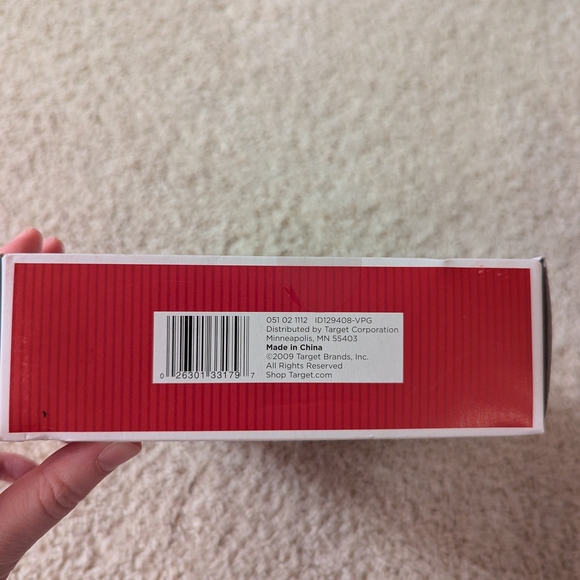 051 02 1112 ID129408-VPG
Distributed by Target Corporation
Minneapolis, MN 55403
Made in China
©2009 Target Brands, Inc.
All Rights Reserved
Shop Target.com
0 26301 33179 7